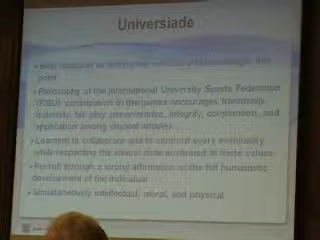 Universiade
point
Philosophy of the International University Sports Federation
(FISU): participation in the games encourages friendship,
fraternity, fair play, perseverance, integrity, cooperation, and
application among student athletes
Learned to collaborate and to confront every eventuality
while respecting the ethical code enshrined in these values
Pursuit through a strong affirmation of the full humanistic
development of the individual
Simultaneously intellectual, moral, and physical